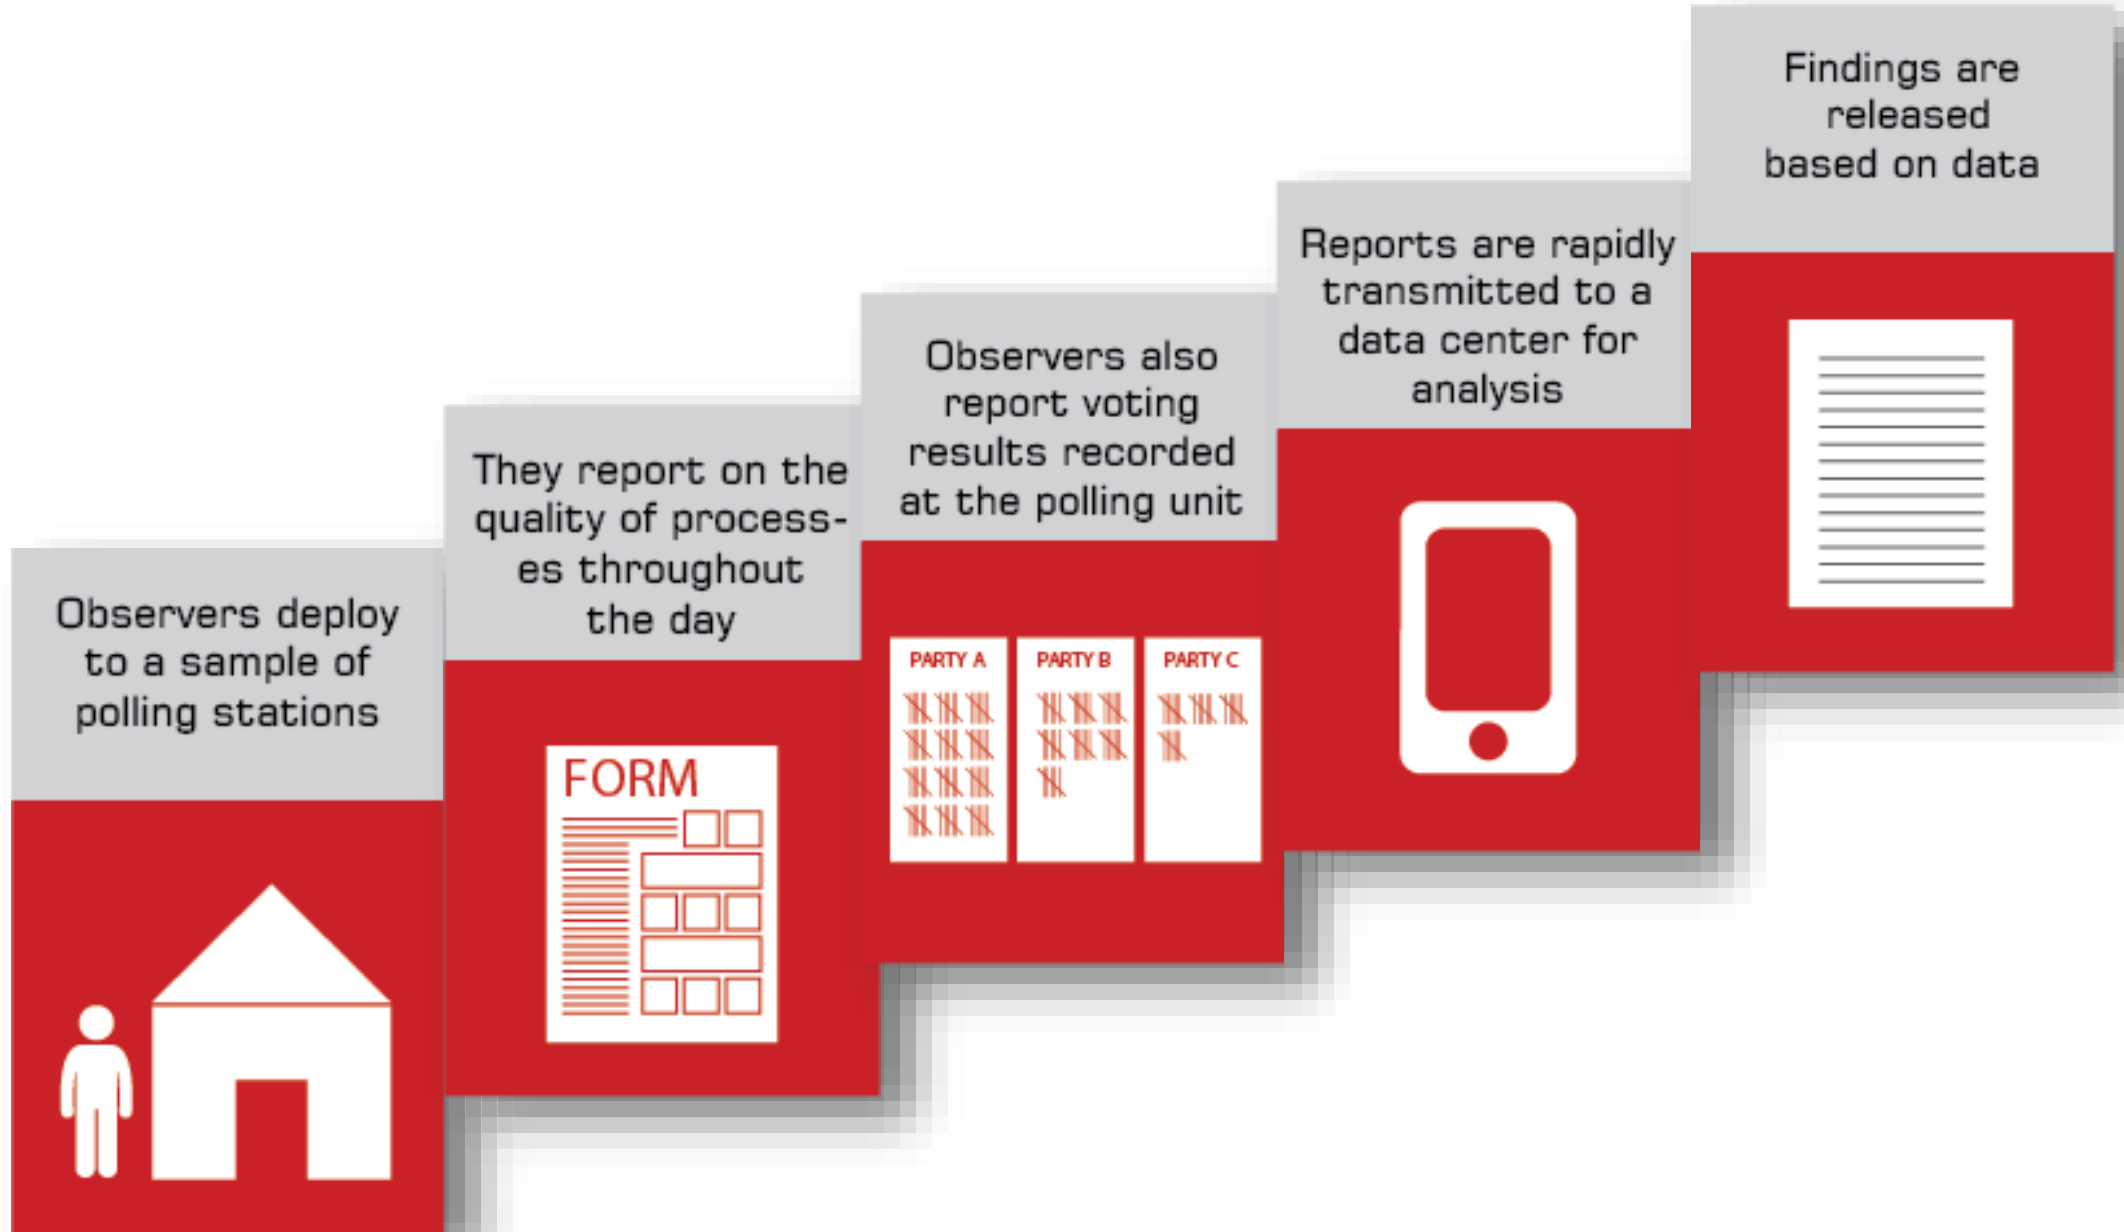 Observers deploy
to a sample of
polling stations
They report on the
quality of process-
es throughout
the day
FORM
Observers also
report voting
results recorded
at the polling unit
PARTY A
PARTY B
PARTY C
Reports are rapidly
transmitted to a
data center for
analysis
Findings are
released
based on data